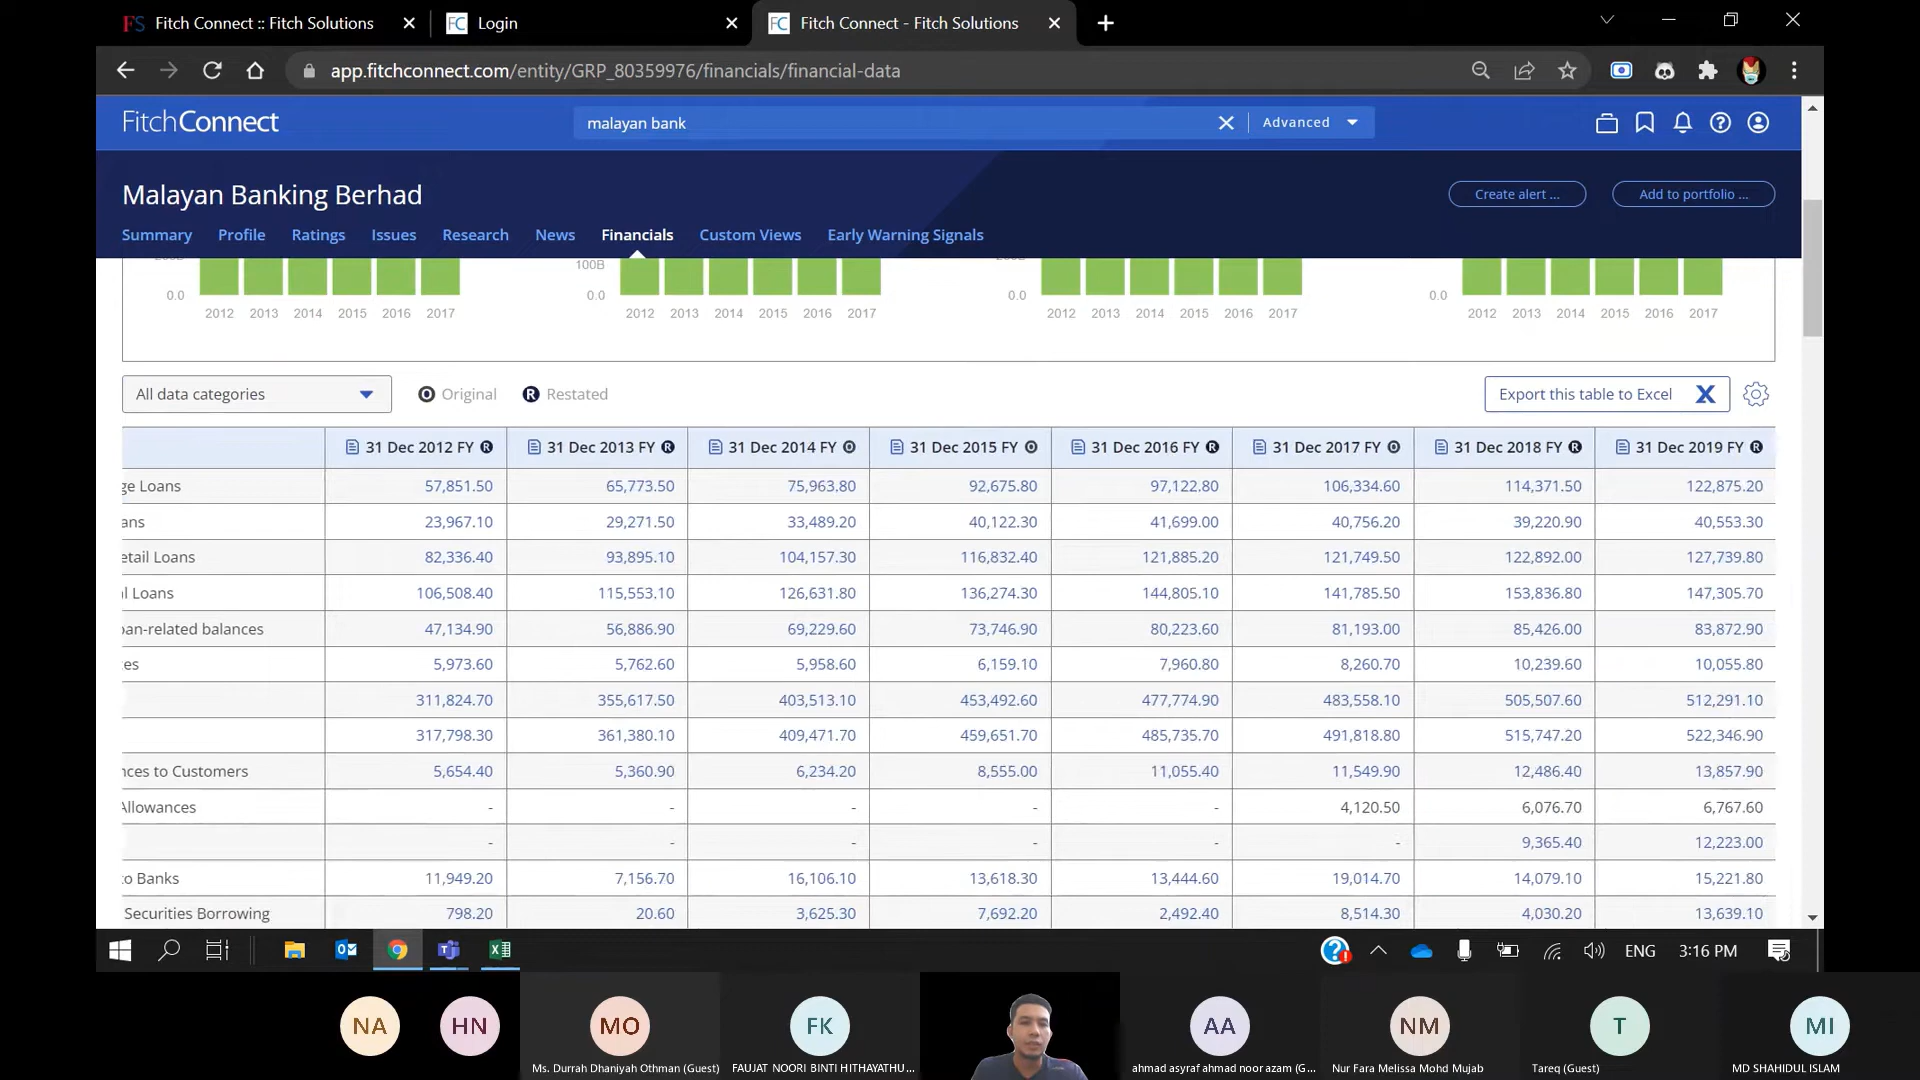 FS Fitch Connect :: Fitch Solutions
FC Login
FC Fitch Connect - Fitch Solutions
app.fitchconnect.com/entity/GRP_80359976/financials/financial-data
FitchConnect
malayan bank
Advanced
Malayan Banking Berhad
Create alert ...
Add to portfolio ...
Summary Profile Ratings Issues Research News Financials Custom Views Early Warning Signals
100B
0.0 0.0 0.0 0.0
2012 2013 2014 2015 2016 2017 2012 2013 2014 2015 2016 2017 2012 2013 2014 2015 2016 2017 2012 2013 2014 2015 2016 2017
All data categories
O Original R Restated
Export this table to Excel X
31 Dec 2012 FY R 31 Dec 2013 FY R 31 Dec 2014 FY O 31 Dec 2015 FY O 31 Dec 2016 FY R 31 Dec 2017 FY O 31 Dec 2018 FY R 31 Dec 2019 FY R
ge Loans 57,851.50 65,773.50 75,963.80 92,675.80 97,122.80 106,334.60 114,371.50 122,875.20
ans 23,967.10 29,271.50 33,489.20 40,122.30 41,699.00 40,756.20 39,220.90 40,553.30
etail Loans 82,336.40 93,895.10 104,157.30 116,832.40 121,885.20 121,749.50 122,892.00 127,739.80
l Loans 106,508.40 115,553.10 126,631.80 136,274.30 144,805.10 141,785.50 153,836.80 147,305.70
oan-related balances 47,134.90 56,886.90 69,229.60 73,746.90 80,223.60 81,193.00 85,426.00 83,872.90
es 5,973.60 5,762.60 5,958.60 6,159.10 7,960.80 8,260.70 10,239.60 10,055.80
311,824.70 355,617.50 403,513.10 453,492.60 477,774.90 483,558.10 505,507.60 512,291.10
317,798.30 361,380.10 409,471.70 459,651.70 485,735.70 491,818.80 515,747.20 522,346.90
nces to Customers 5,654.40 5,360.90 6,234.20 8,555.00 11,055.40 11,549.90 12,486.40 13,857.90
Allowances - - - - - 4,120.50 6,076.70 6,767.60
- - - - - - 9,365.40 12,223.00
to Banks 11,949.20 7,156.70 16,106.10 13,618.30 13,444.60 19,014.70 14,079.10 15,221.80
Securities Borrowing 798.20 20.60 3,625.30 7,692.20 2,492.40 8,514.30 4,030.20 13,639.10
ENG 3:16 PM
NA HN MO FK AA NM T MI
Ms. Durrah Dhaniyah Othman (Guest)
FAUJAT NOORI BINTI HITHAYATHU...
ahmad asyraf ahmad noor azam (G...
Nur Fara Melissa Mohd Mujab
Tareq (Guest)
MD SHAHIDUL ISLAM